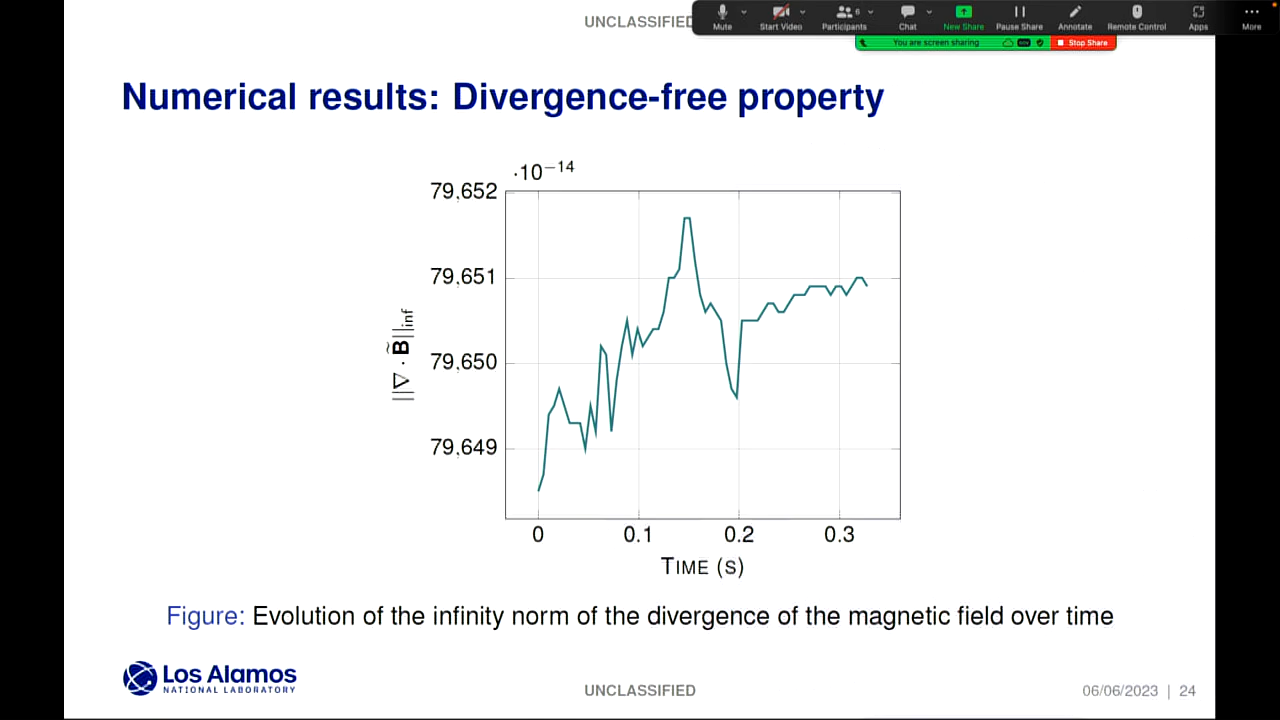 UNCLASSIFIED
Mute
Start Video
6
Participants
Chat
New Share
Pause Share
Annotate
Remote Control
Apps
More
You are screen sharing
Stop Share
Numerical results: Divergence-free property
·10−14
79.652
79.651
79.650
79.649
||∇ · B̃||inf
0 0.1 0.2 0.3
TIME (S)
Figure: Evolution of the infinity norm of the divergence of the magnetic field over time
Los Alamos
NATIONAL LABORATORY
UNCLASSIFIED
06/06/2023 | 24